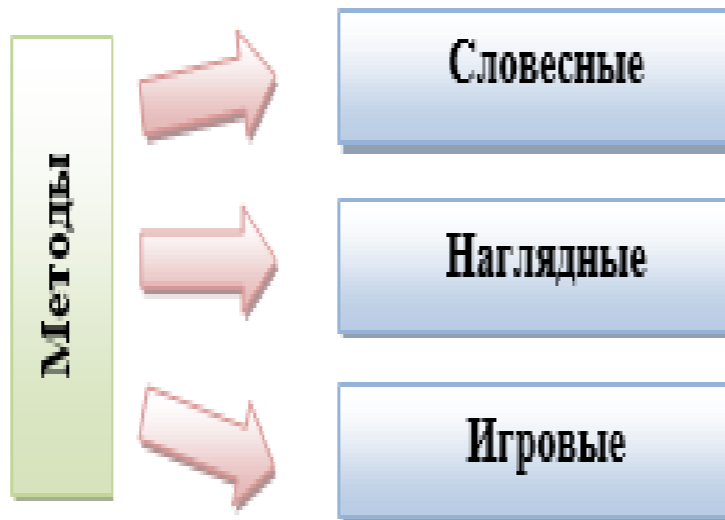 Методы
Словесные
Наглядные
Игровые